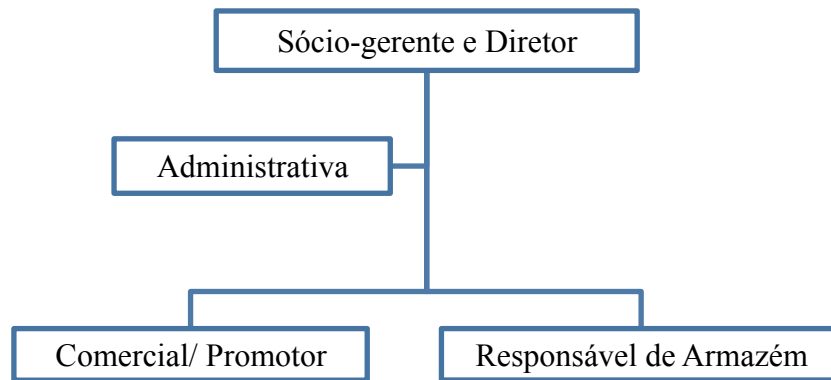 Sócio-gerente e Diretor
Administrativa
Comercial/ Promotor
Responsável de Armazém